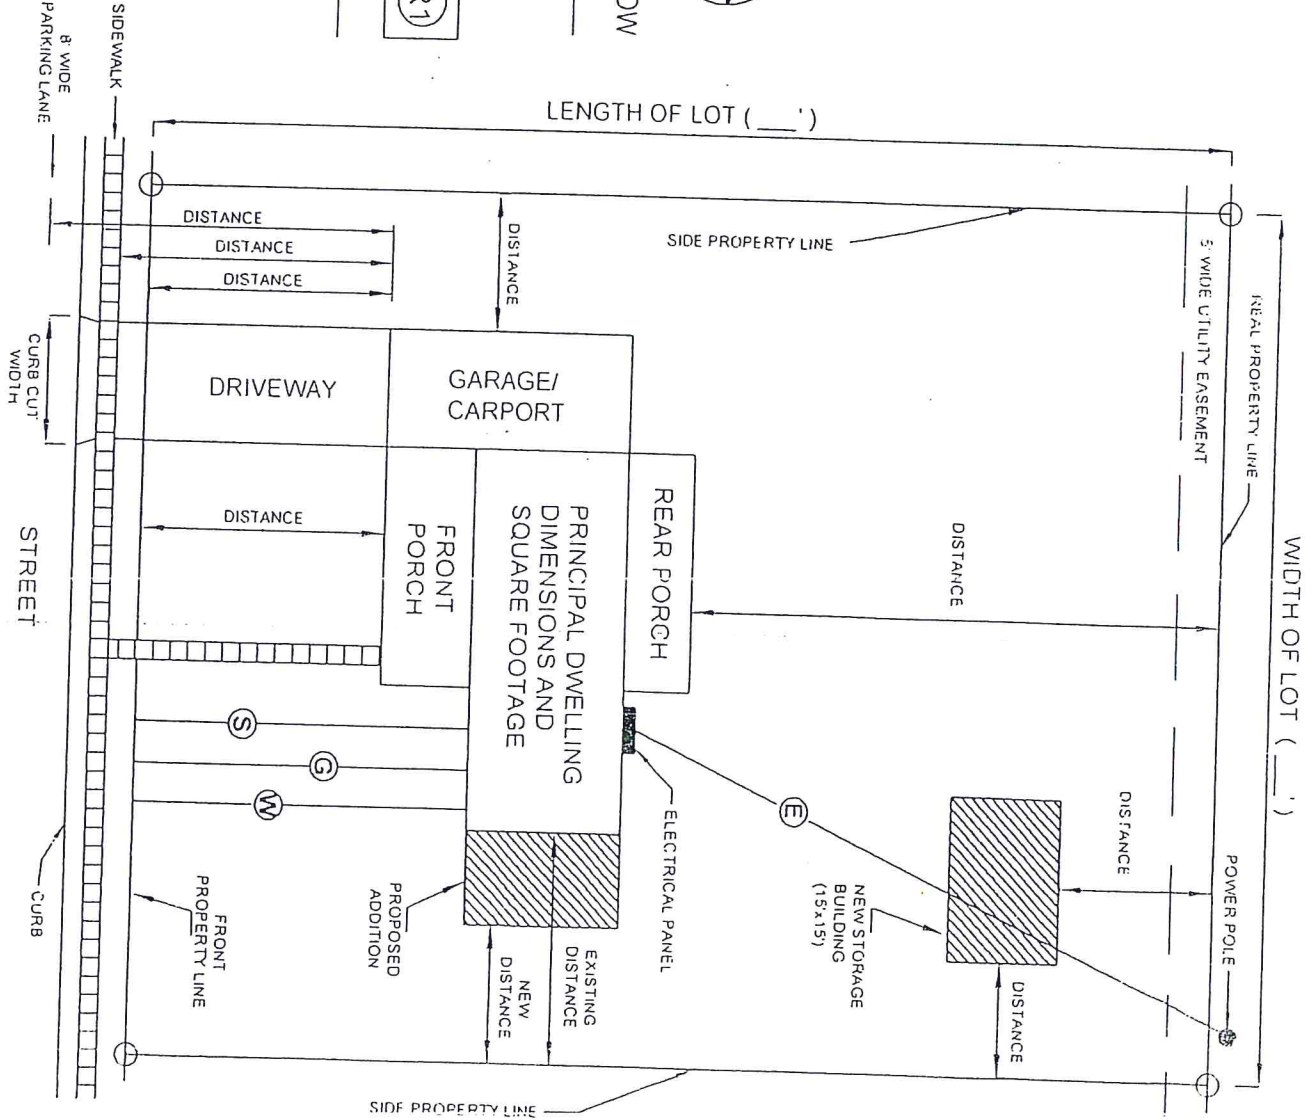 OW
R1
SIDEWALK
8' WIDE
PARKING LANE
LENGTH OF LOT ( ___' )
DISTANCE
DISTANCE
DISTANCE
DISTANCE
SIDE PROPERTY LINE
5' WIDE UTILITY EASEMENT
REAL PROPERTY LINE
WIDTH OF LOT ( ___' )
CURB CUT
WIDTH
DRIVEWAY
GARAGE/
CARPORT
REAR PORCH
DISTANCE
DISTANCE
FRONT
PORCH
PRINCIPAL DWELLING
DIMENSIONS AND
SQUARE FOOTAGE
STREET
S
G
W
E
ELECTRICAL PANEL
DISTANCE
POWER POLE
NEW STORAGE
BUILDING
(15'x15')
DISTANCE
PROPOSED
ADDITION
EXISTING
DISTANCE
NEW
DISTANCE
FRONT
PROPERTY LINE
CURB
SIDE PROPERTY LINE